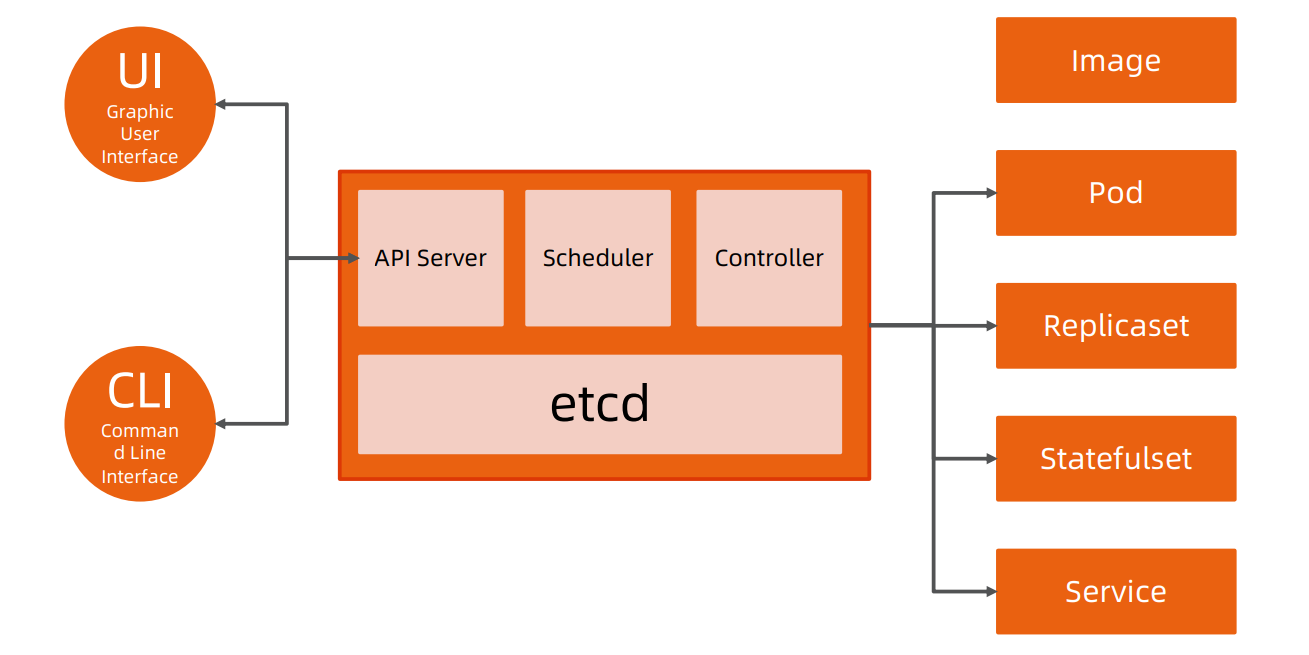 UI
Graphic
User
Interface
CLI
Comman
d Line
Interface
API Server
Scheduler
Controller
etcd
Image
Pod
Replicaset
Statefulset
Service